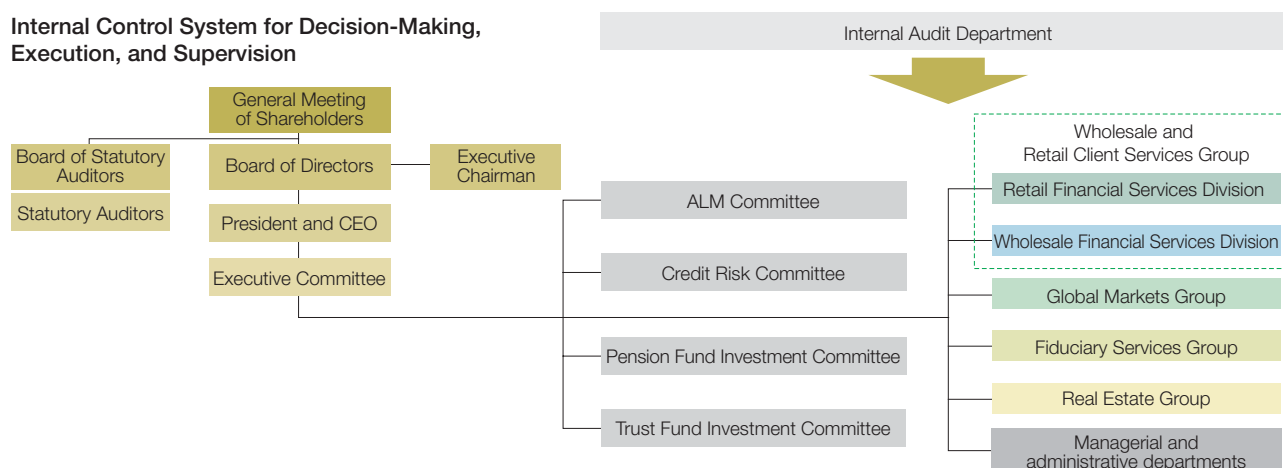 Internal Control System for Decision-Making,
Execution, and Supervision
Internal Audit Department
General Meeting
of Shareholders
Board of Statutory
Auditors
Statutory Auditors
Board of Directors
Executive
Chairman
President and CEO
Executive Committee
ALM Committee
Credit Risk Committee
Pension Fund Investment Committee
Trust Fund Investment Committee
Wholesale and
Retail Client Services Group
Retail Financial Services Division
Wholesale Financial Services Division
Global Markets Group
Fiduciary Services Group
Real Estate Group
Managerial and
administrative departments